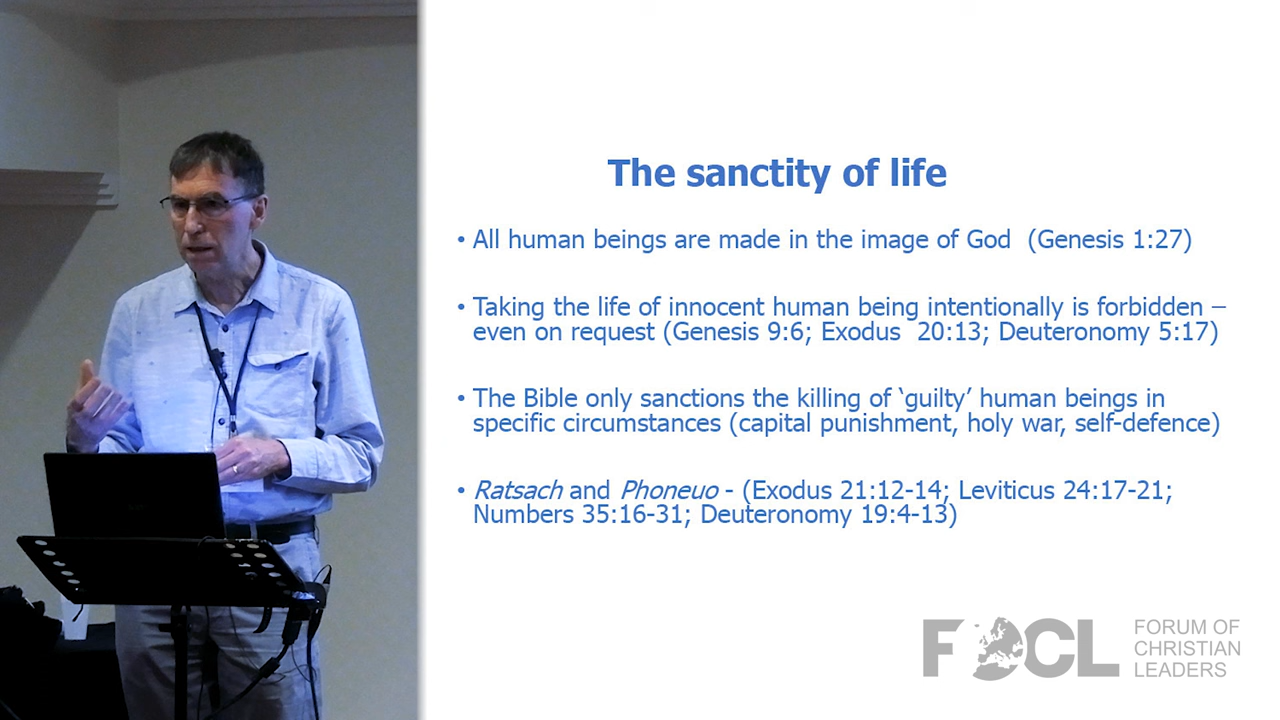 The sanctity of life
• All human beings are made in the image of God  (Genesis 1:27)
• Taking the life of innocent human being intentionally is forbidden –
even on request (Genesis 9:6; Exodus  20:13; Deuteronomy 5:17)
• The Bible only sanctions the killing of ‘guilty’ human beings in
specific circumstances (capital punishment, holy war, self-defence)
• Ratsach and Phoneuo - (Exodus 21:12-14; Leviticus 24:17-21;
Numbers 35:16-31; Deuteronomy 19:4-13)
FOCL
FORUM OF
CHRISTIAN
LEADERS